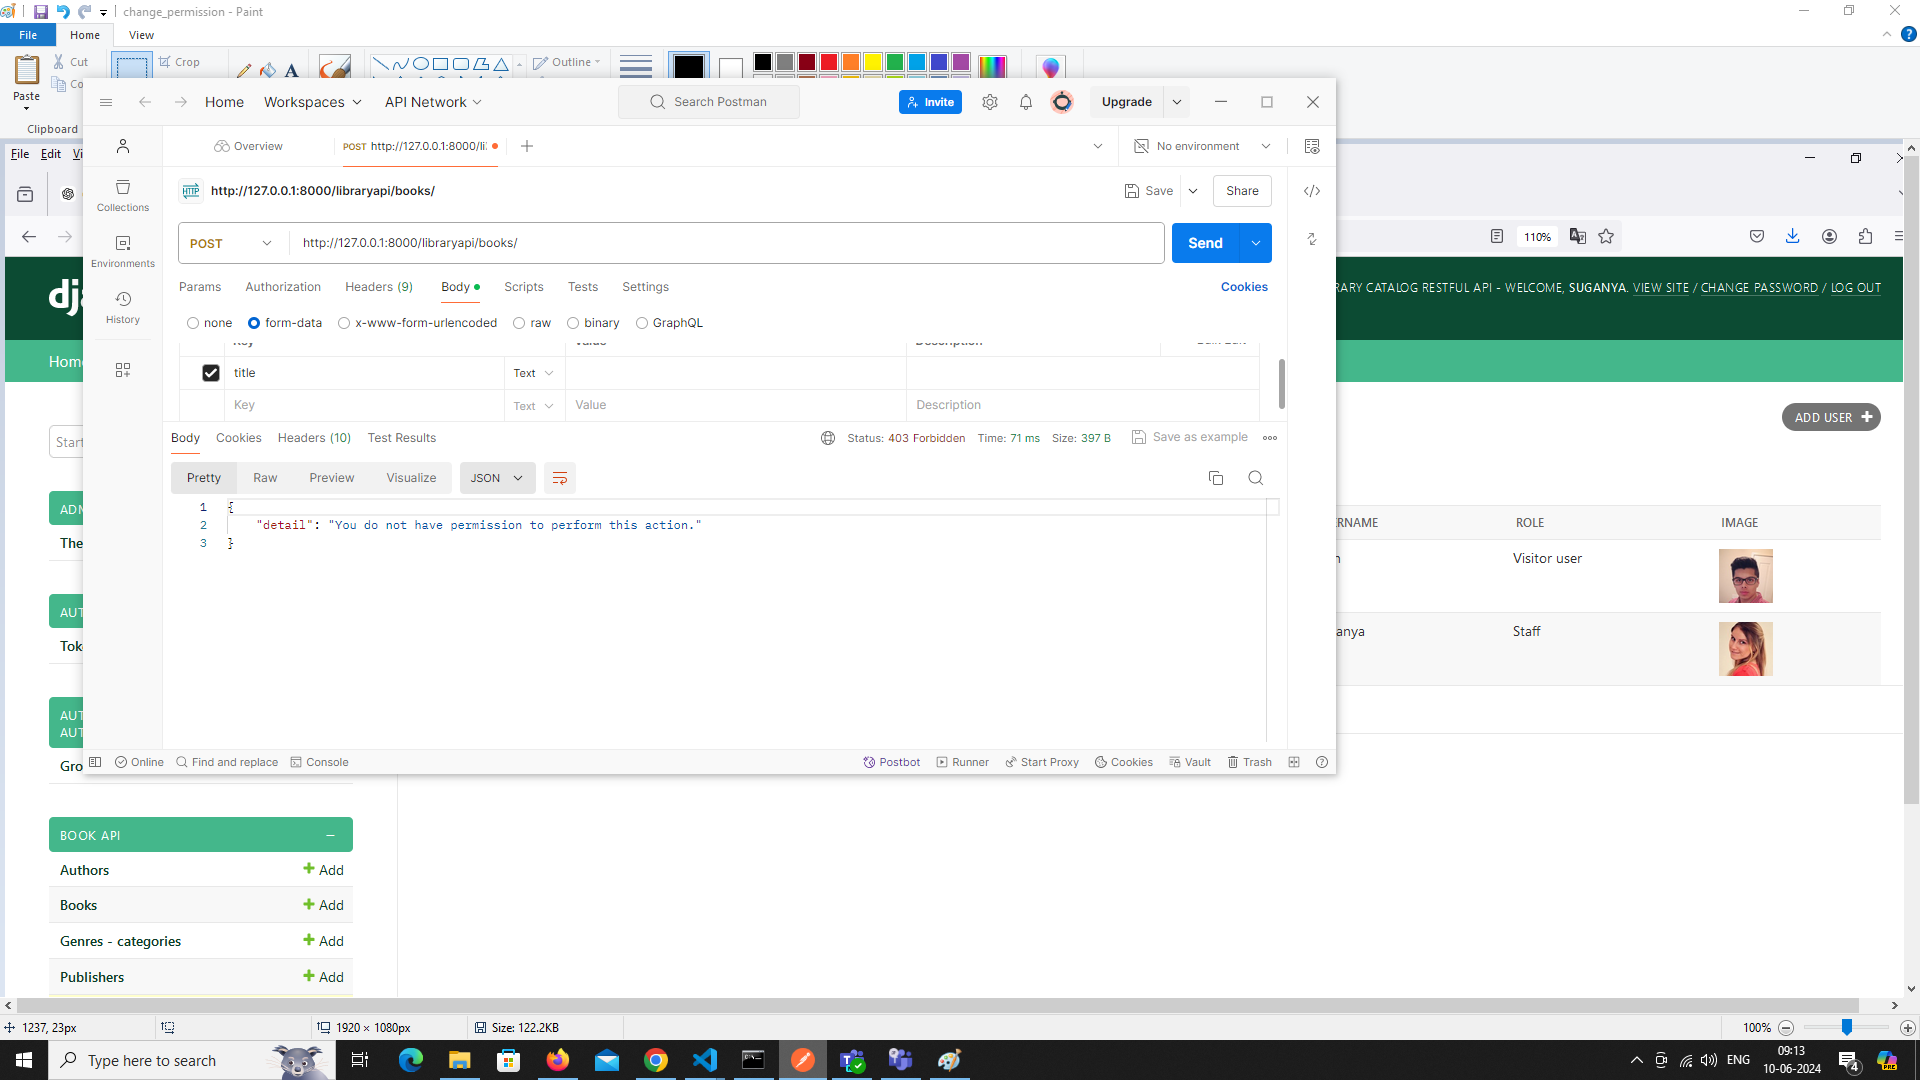 change_permission - Paint
File Home View
Paste
Cut
Crop
Outline
Clipboard
Home Workspaces API Network
Search Postman
Invite
Upgrade
File Edit
Overview
POST http://127.0.0.1:8000/li
No environment
Collections
Environments
History
HTTP http://127.0.0.1:8000/libraryapi/books/
Save
Share
POST http://127.0.0.1:8000/libraryapi/books/
Send
110%
Params Authorization Headers (9) Body Scripts Tests Settings Cookies
none form-data x-www-form-urlencoded raw binary GraphQL
title Text
Key Text Value Description
Body Cookies Headers (10) Test Results
Status: 403 Forbidden Time: 71 ms Size: 397 B Save as example
Pretty Raw Preview Visualize JSON
1 {
2 "detail": "You do not have permission to perform this action."
3 }
Online Find and replace Console
Postbot Runner Start Proxy Cookies Vault Trash
RARY CATALOG RESTFUL API - WELCOME, SUGANYA. VIEW SITE / CHANGE PASSWORD / LOG OUT
dj
Hom
ADD USER
Start
RNAME ROLE IMAGE
Visitor user
anya Staff
ADM
The
AUT
Tok
AUT
AU
Gro
BOOK API −
Authors Add
Books Add
Genres - categories Add
Publishers Add
1237, 23px
1920 × 1080px
Size: 122.2KB
100%
Type here to search
ENG
09:13
10-06-2024
4
PRE